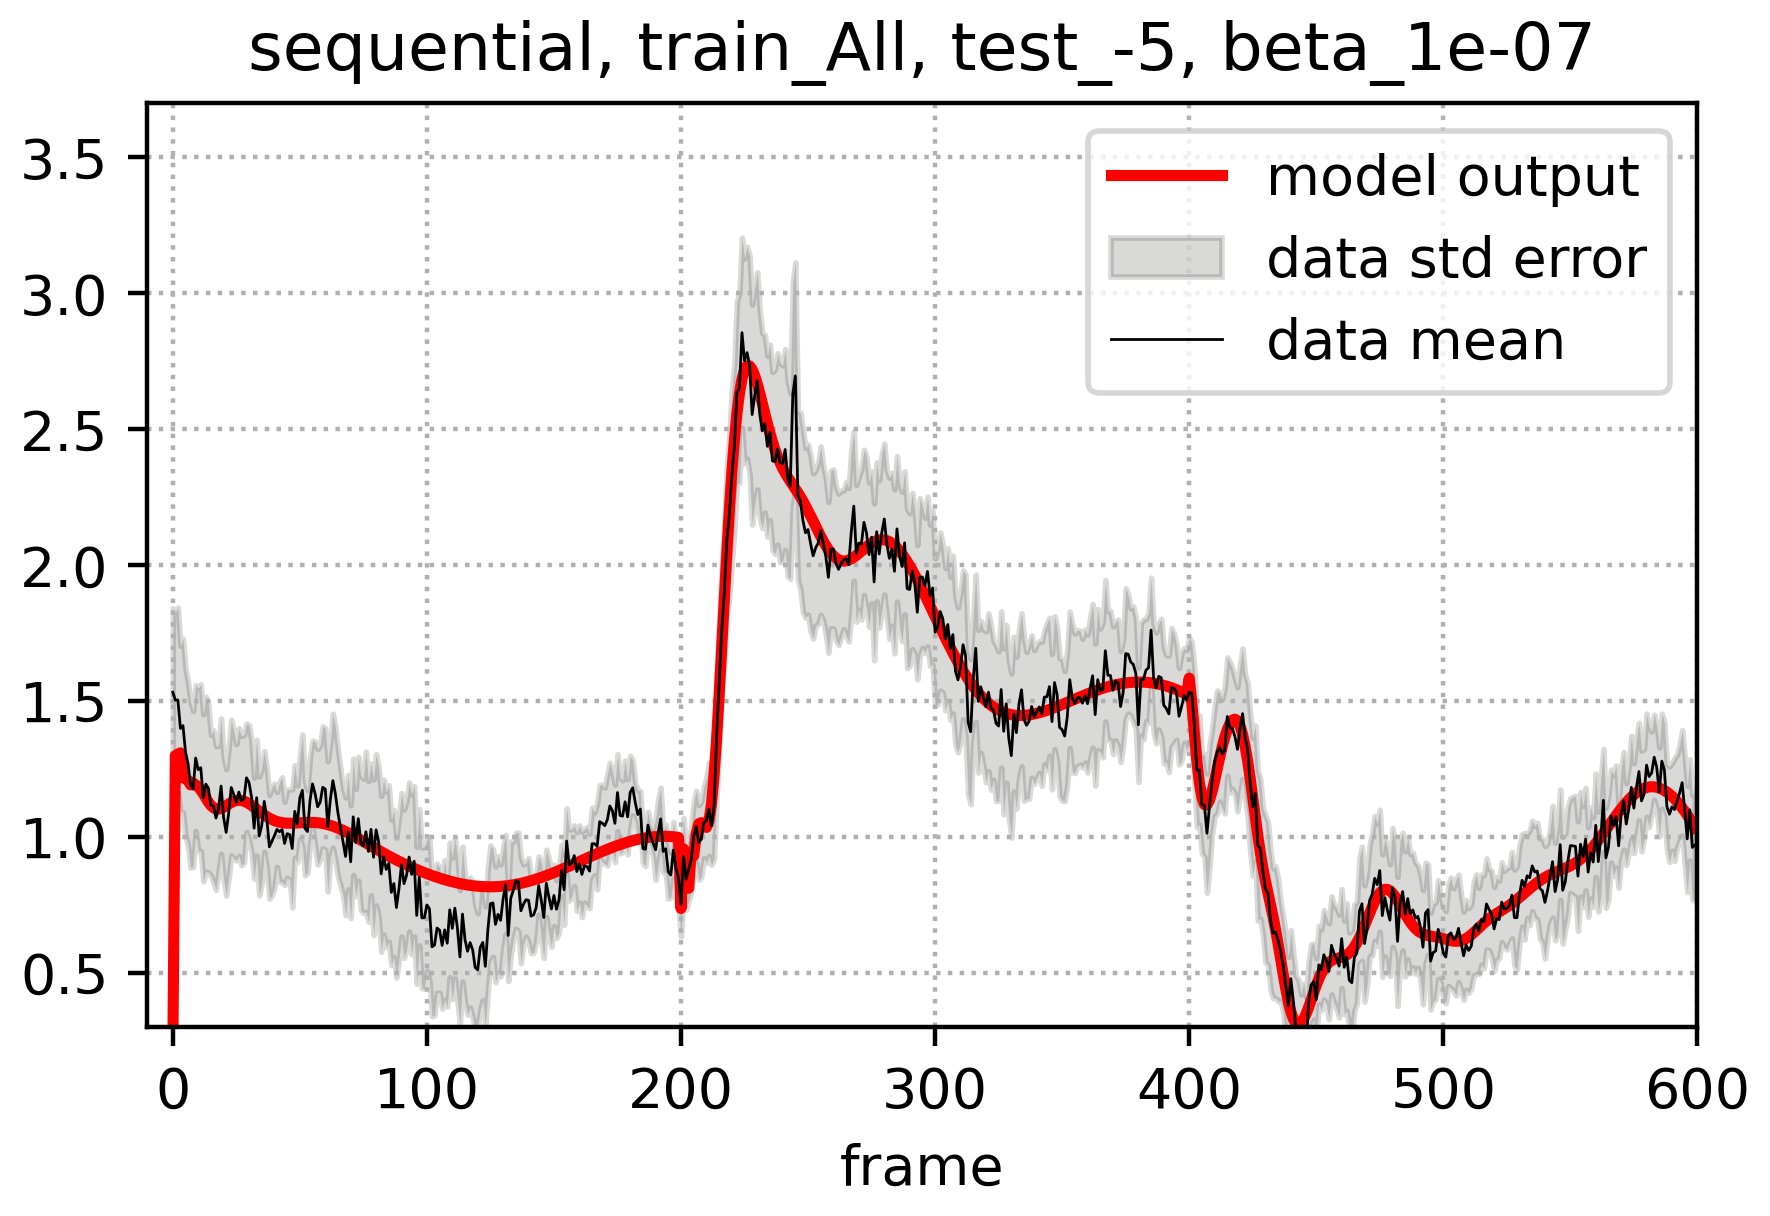 sequential, train_All, test_-5, beta_1e-07
3.5
3.0
2.5
2.0
1.5
1.0
0.5
model output
data std error
data mean
0 100 200 300 400 500 600
frame